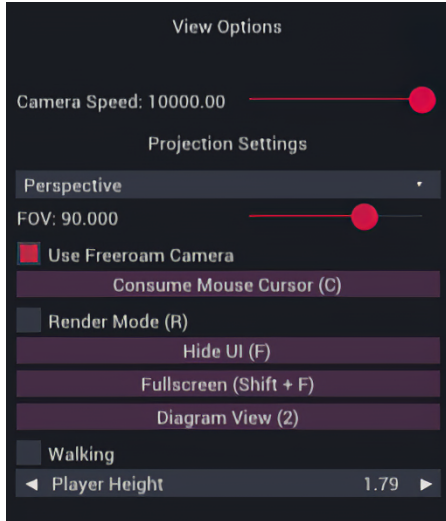 View Options
Camera Speed: 10000.00
Projection Settings
Perspective
FOV: 90.000
Use Freeroam Camera
Consume Mouse Cursor (C)
Render Mode (R)
Hide UI (F)
Fullscreen (Shift + F)
Diagram View (2)
Walking
Player Height 1.79